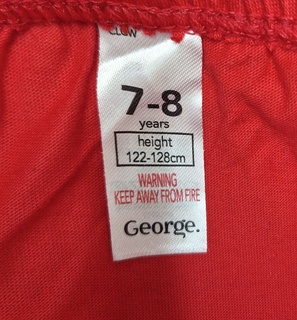 7-8
years
height
122-128cm
WARNING
KEEP AWAY FROM FIRE
George.